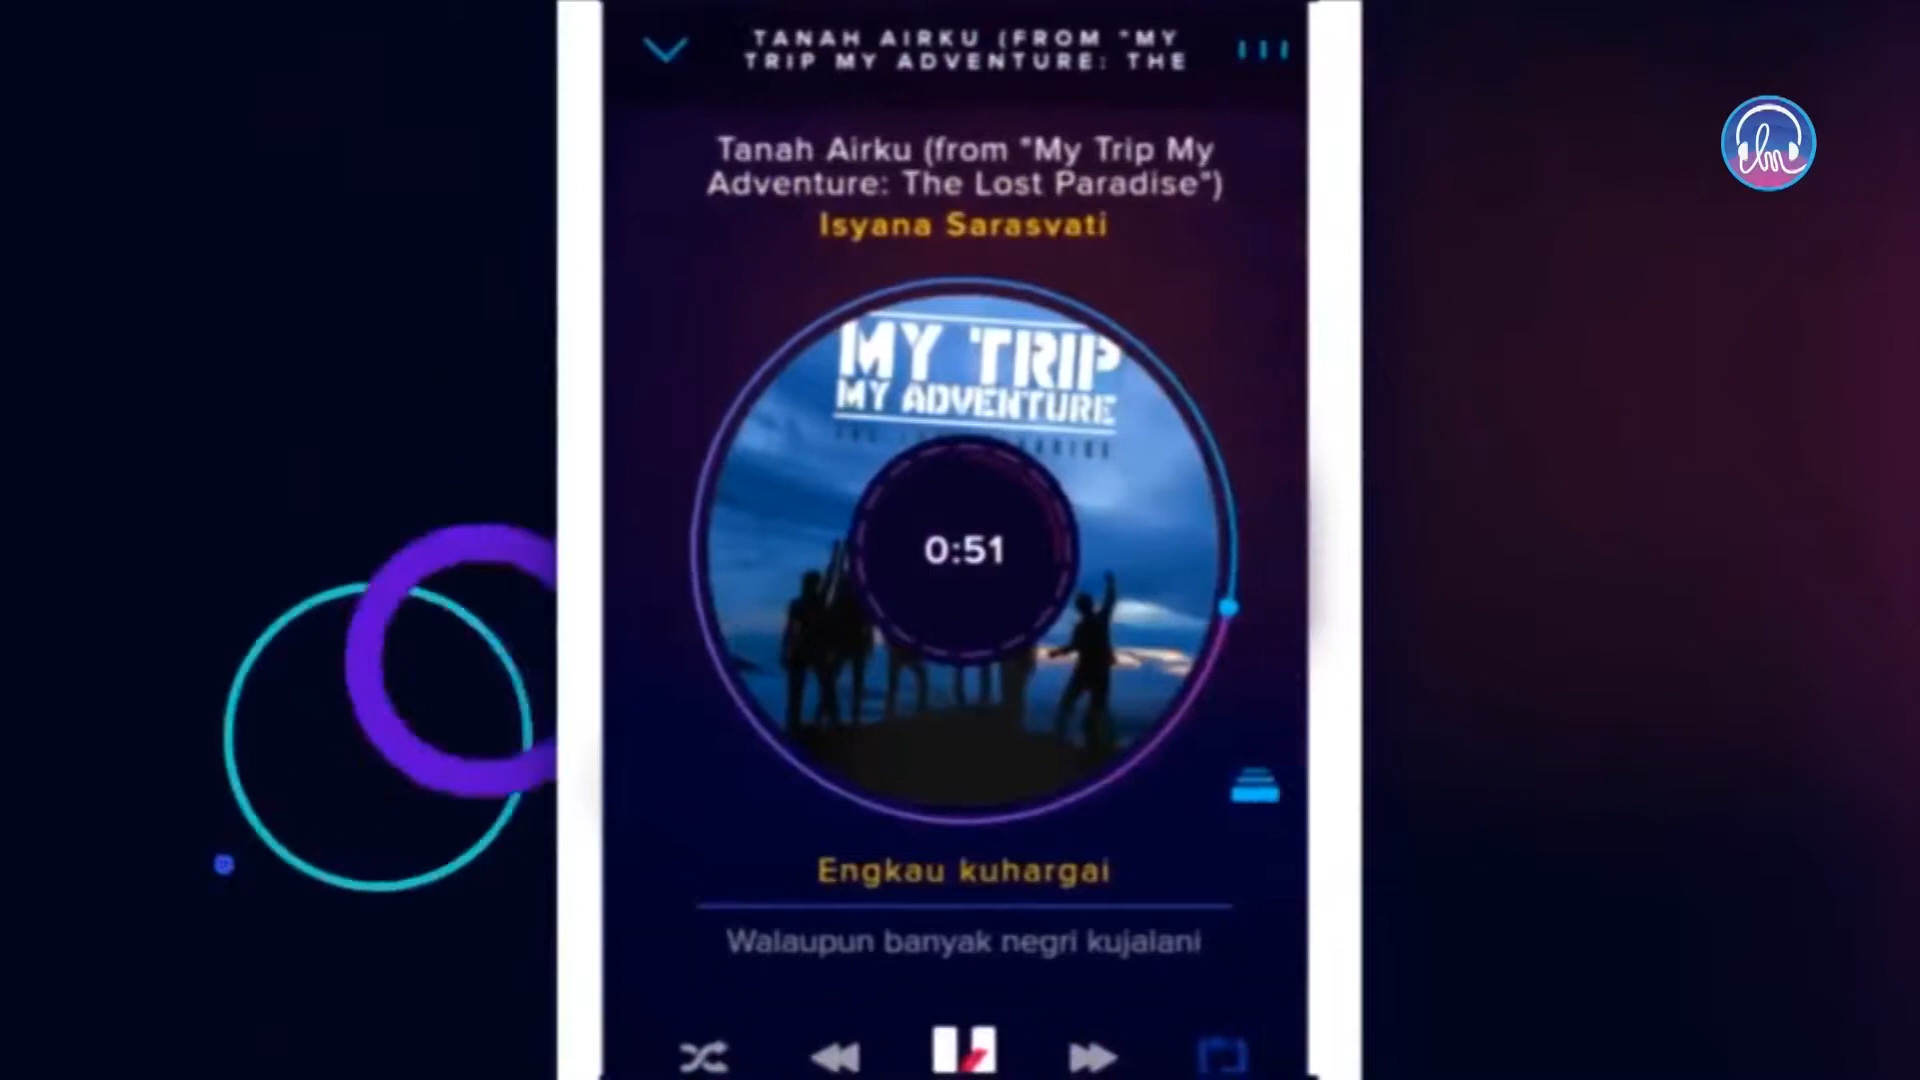 TANAH AIRKU (FROM "MY
TRIP MY ADVENTURE: THE
Tanah Airku (from "My Trip My
Adventure: The Lost Paradise")
Isyana Sarasvati
MY TRIP
MY ADVENTURE
0:51
Engkau kuhargai
Walaupun banyak negri kujalani